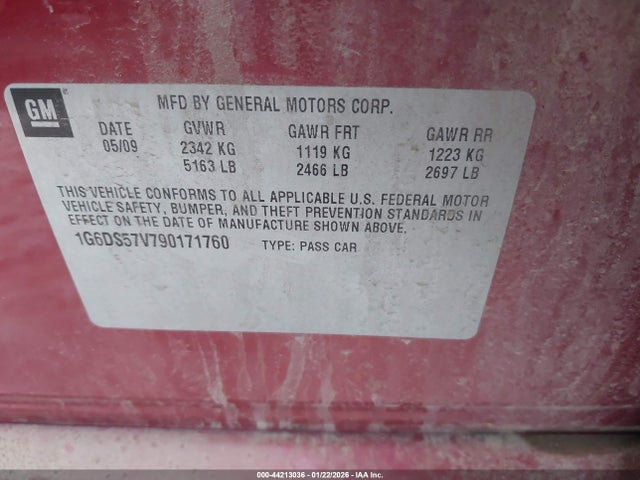 GM
MFD BY GENERAL MOTORS CORP.
DATE GVWR GAWR FRT GAWR RR
05/09 2342 KG 1119 KG 1223 KG
5163 LB 2466 LB 2697 LB
THIS VEHICLE CONFORMS TO ALL APPLICABLE U.S. FEDERAL MOTOR
VEHICLE SAFETY, BUMPER, AND THEFT PREVENTION STANDARDS IN
EFFECT ON THE DATE OF MANUFACTURE SHOWN ABOVE.
1G6DS57V790171760 TYPE: PASS CAR
000-44213036 | 01/22/2026 - IAA Inc.